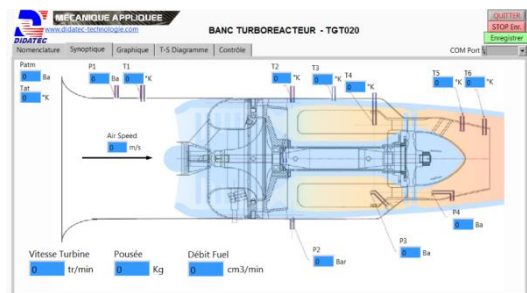 MECANIQUE APPLIQUEE
www.didatec-technologie.com
DIDATEC
BANC TURBOREACTEUR - TGT020
QUITTER
STOP Enr.
Enregistrer
Nomenclature Synoptique Graphique T-S Diagramme Contrôle
COM Port
Patm
0 Ba
Tat
0 °K
P1
0 Ba
T1
0 °K
T2
0 °K
T3
0 °K
T4
0 °K
T5
0 °K
T6
0 °K
Air Speed
0 m/s
P4
0 Ba
P3
0 Ba
P2
0 Bar
Vitesse Turbine
0 tr/min
Pousée
0 Kg
Débit Fuel
0 cm3/min